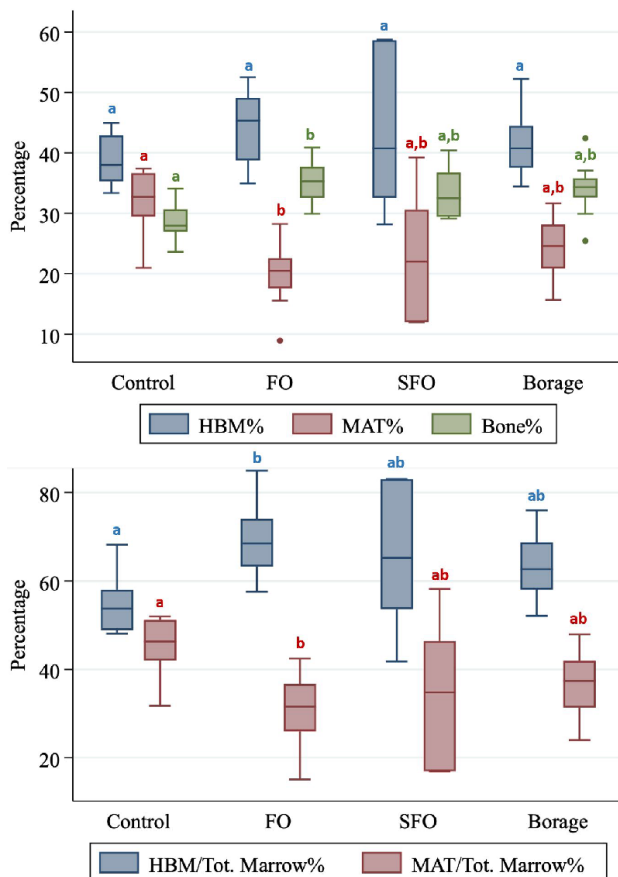 60
50
40
30
20
10
Percentage
a
a
a
a
b
b
a
a,b
a,b
a
a,b
a,b
Control FO SFO Borage
HBM% MAT% Bone%
80
60
40
20
Percentage
a
a
b
b
ab
ab
ab
ab
Control FO SFO Borage
HBM/Tot. Marrow% MAT/Tot. Marrow%